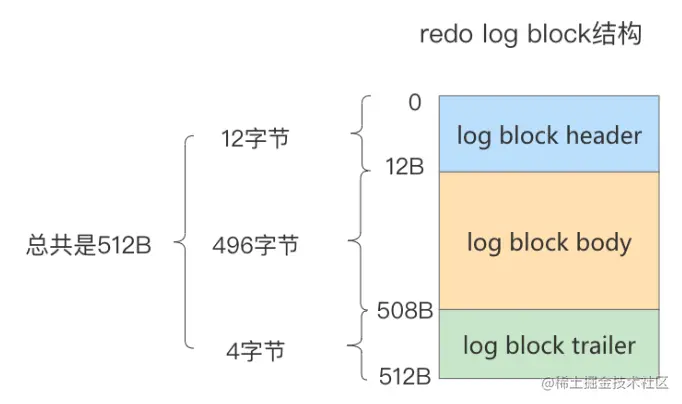 redo log block结构
0
12字节
log block header
12B
总共是512B
496字节
log block body
508B
4字节
log block trailer
512B
@稀土掘金技术社区